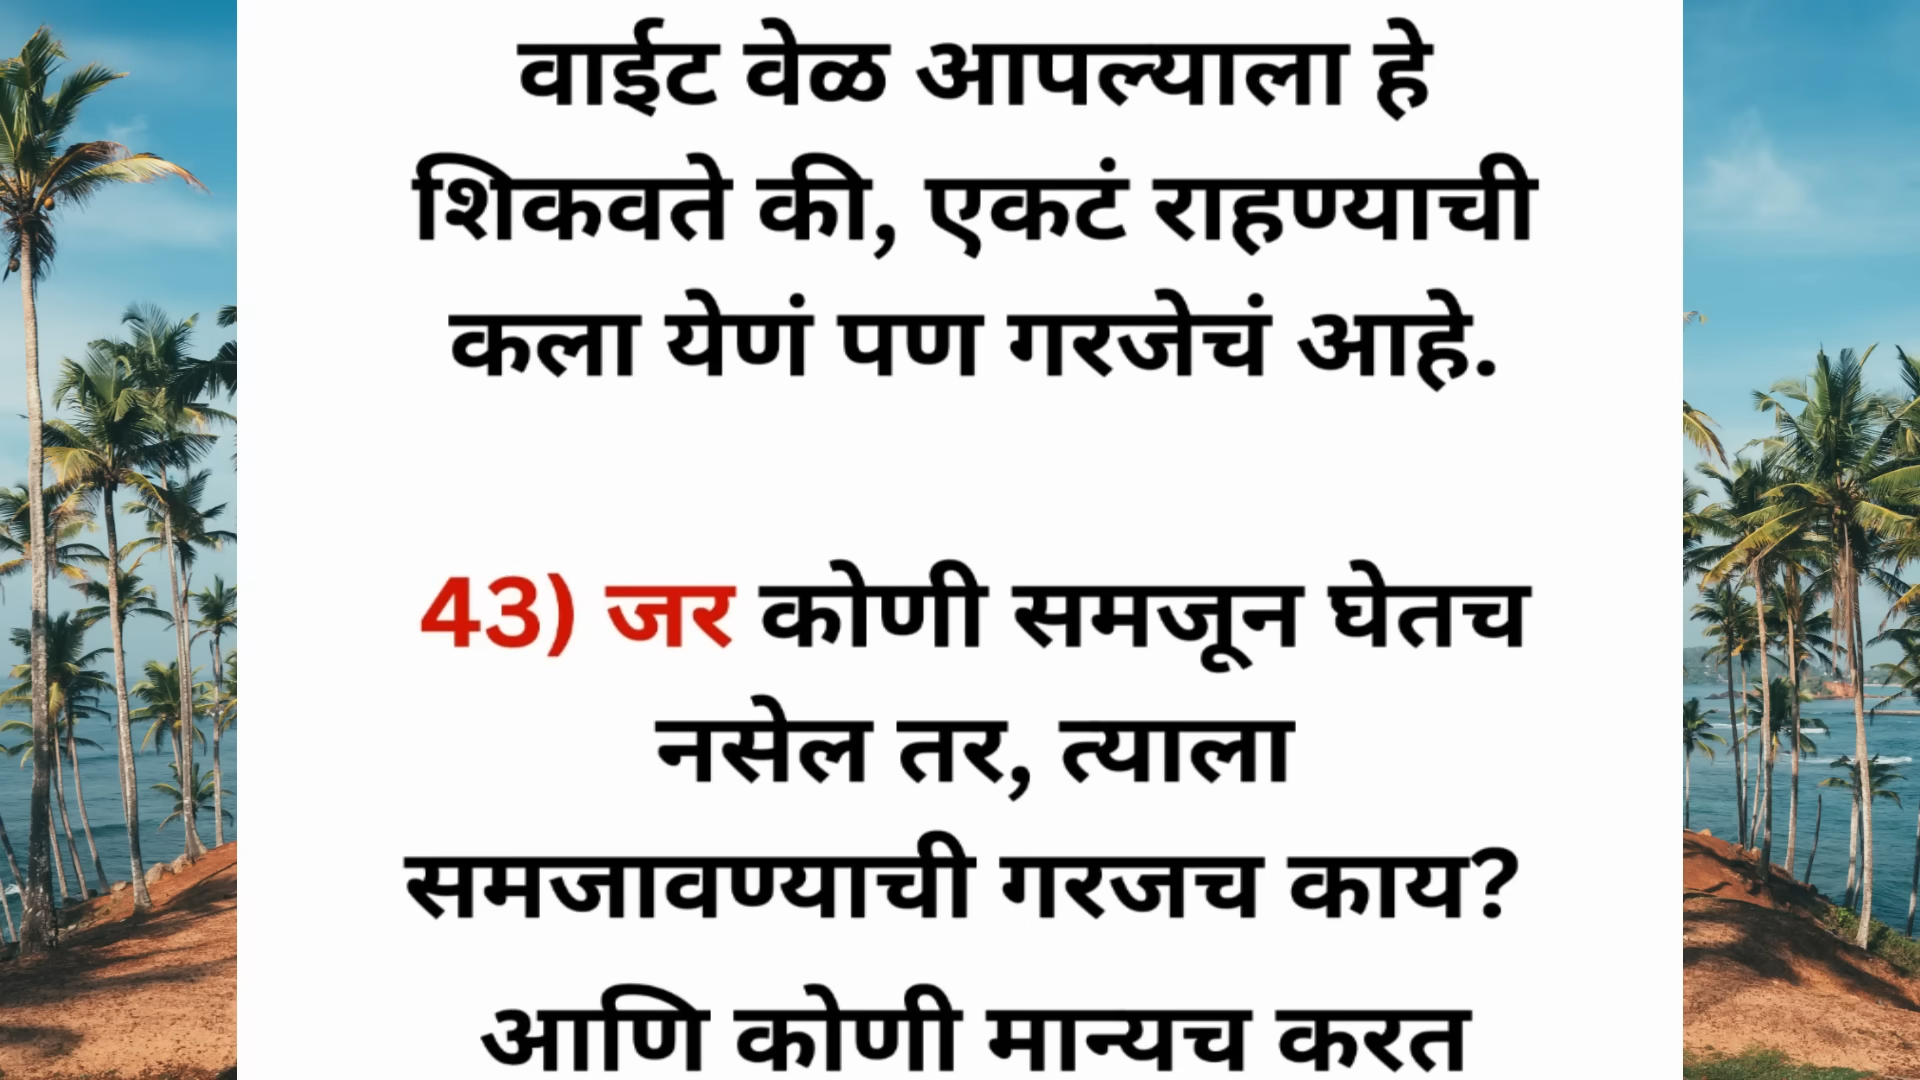 वाईट वेळ आपल्याला हे
शिकवते की, एकटं राहण्याची
कला येणं पण गरजेचं आहे.
43) जर कोणी समजून घेतच
नसेल तर, त्याला
समजावण्याची गरजच काय?
आणि कोणी मान्यच करत